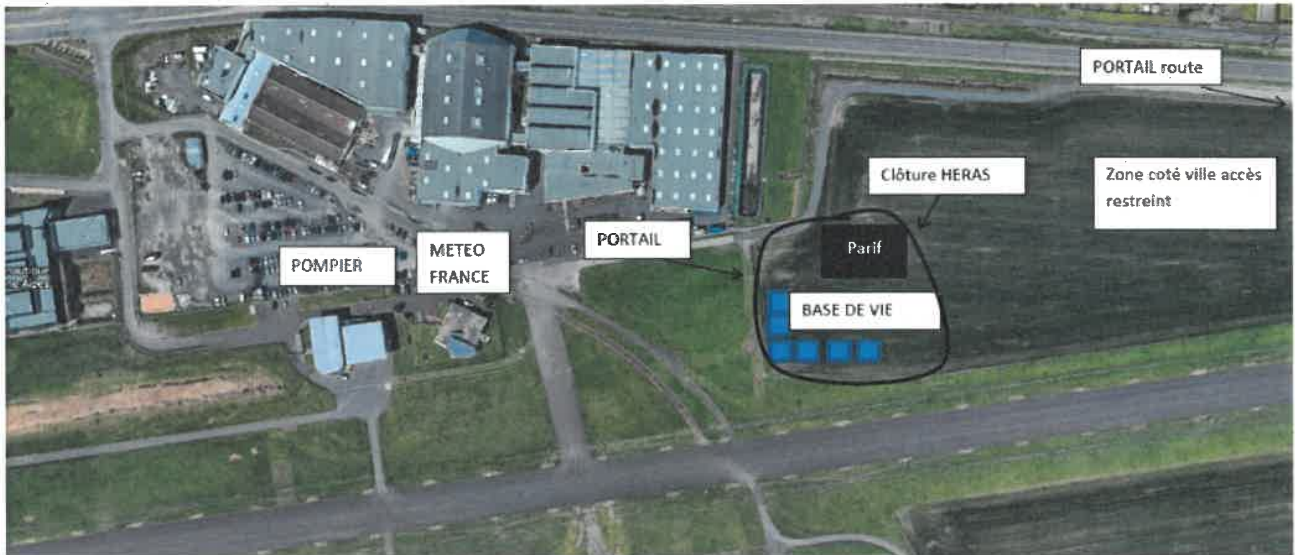 PORTAIL route
Clôture HERAS
Zone coté ville accès
restreint
PORTAIL
Parif
METEO
FRANCE
POMPIER
BASE DE VIE